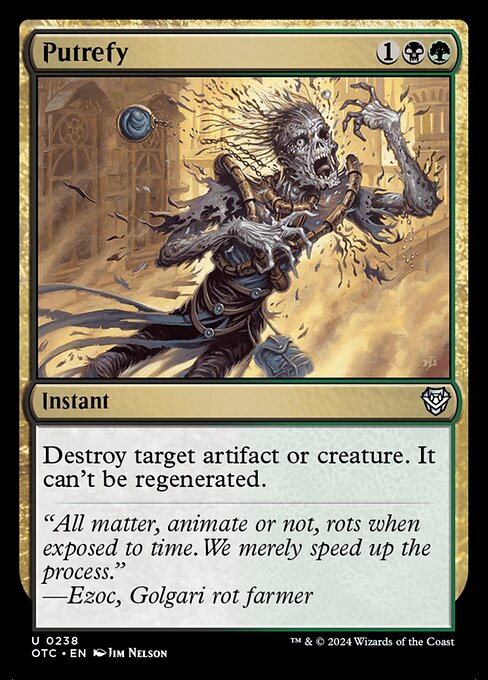 Putrefy 1
Instant
Destroy target artifact or creature. It
can't be regenerated.
“All matter, animate or not, rots when
exposed to time. We merely speed up the
process.”
—Ezoc, Golgari rot farmer
U 0238
OTC • EN Jim Nelson
™ & © 2024 Wizards of the Coast